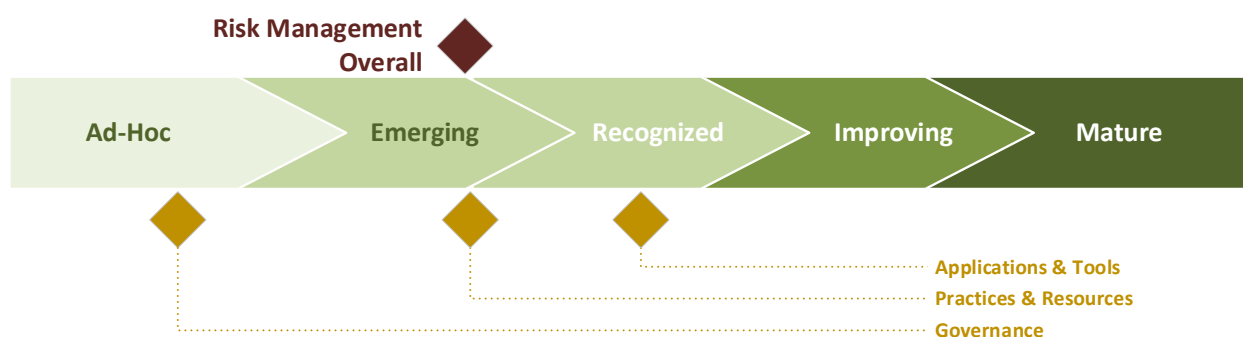 Risk Management
Overall
Ad-Hoc
Emerging
Recognized
Improving
Mature
Applications & Tools
Practices & Resources
Governance